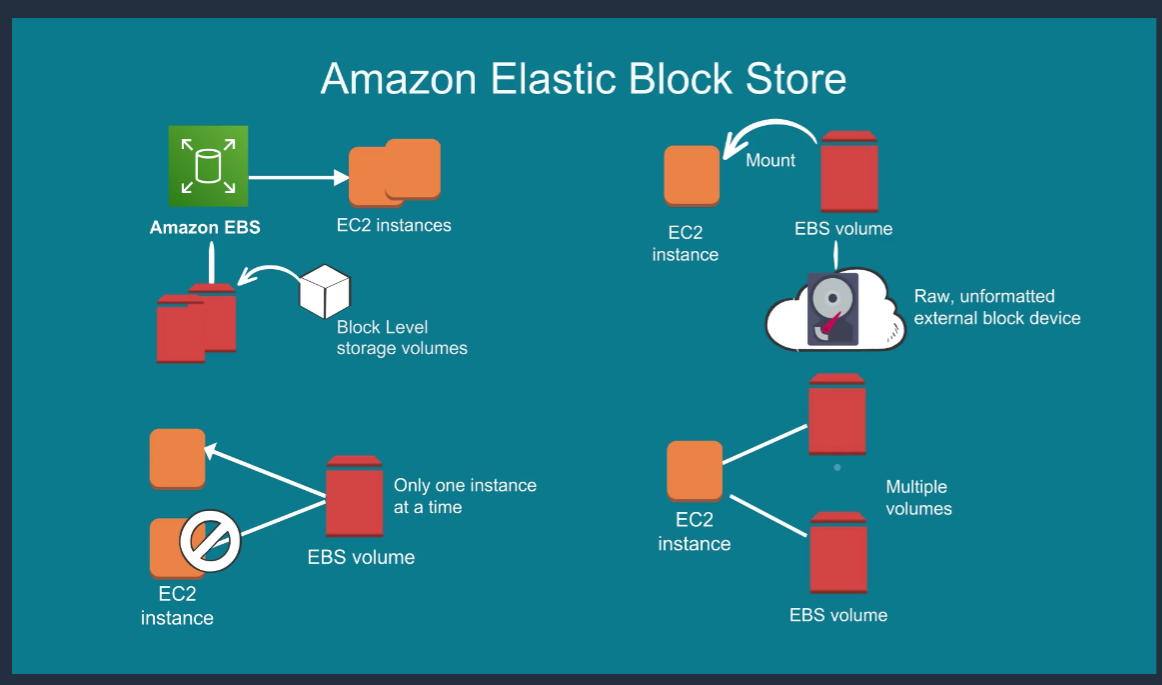 Amazon Elastic Block Store
Amazon EBS
EC2 instances
Block Level
storage volumes
Mount
EC2
instance
EBS volume
Raw, unformatted
external block device
Only one instance
at a time
EBS volume
EC2
instance
EC2
instance
Multiple
volumes
EBS volume